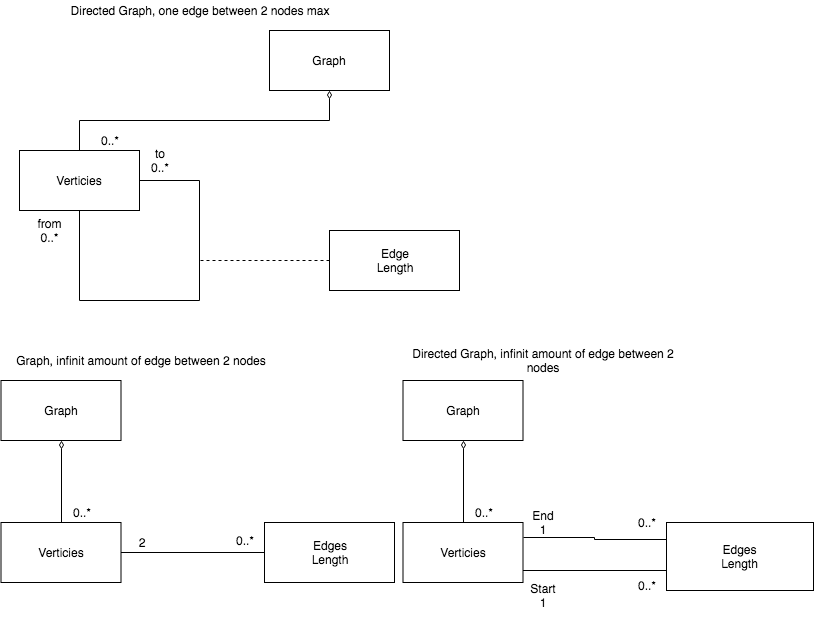 Directed Graph, one edge between 2 nodes max
Graph
0..*
to
0..*
Verticies
from
0..*
Edge
Length
Graph, infinit amount of edge between 2 nodes
Graph
0..*
Verticies
2
0..*
Edges
Length
Directed Graph, infinit amount of edge between 2
nodes
Graph
0..*
Verticies
End
1
0..*
Start
1
0..*
Edges
Length